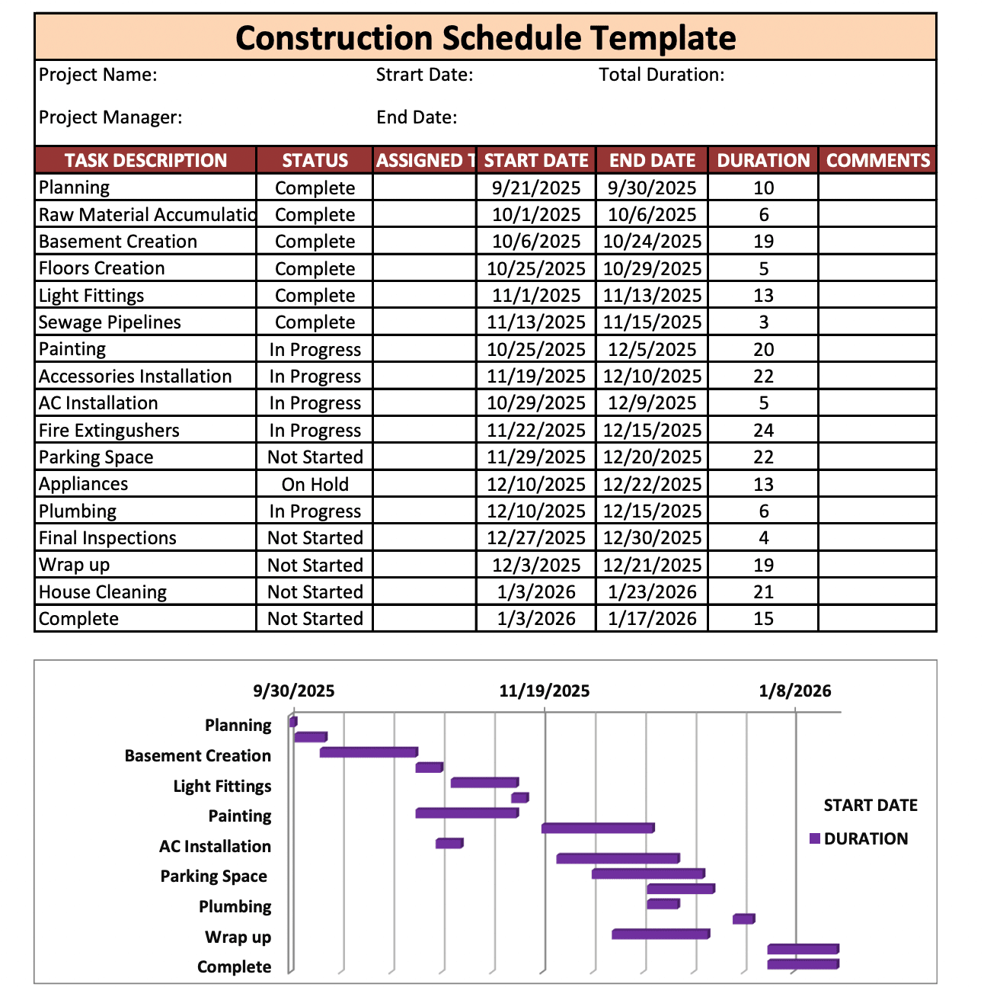 Construction Schedule Template
Project Name: Strart Date: Total Duration:
Project Manager: End Date:
TASK DESCRIPTION STATUS ASSIGNED T START DATE END DATE DURATION COMMENTS
Planning Complete 9/21/2025 9/30/2025 10
Raw Material Accumulatio Complete 10/1/2025 10/6/2025 6
Basement Creation Complete 10/6/2025 10/24/2025 19
Floors Creation Complete 10/25/2025 10/29/2025 5
Light Fittings Complete 11/1/2025 11/13/2025 13
Sewage Pipelines Complete 11/13/2025 11/15/2025 3
Painting In Progress 10/25/2025 12/5/2025 20
Accessories Installation In Progress 11/19/2025 12/10/2025 22
AC Installation In Progress 10/29/2025 12/9/2025 5
Fire Extingushers In Progress 11/22/2025 12/15/2025 24
Parking Space Not Started 11/29/2025 12/20/2025 22
Appliances On Hold 12/10/2025 12/22/2025 13
Plumbing In Progress 12/10/2025 12/15/2025 6
Final Inspections Not Started 12/27/2025 12/30/2025 4
Wrap up Not Started 12/3/2025 12/21/2025 19
House Cleaning Not Started 1/3/2026 1/23/2026 21
Complete Not Started 1/3/2026 1/17/2026 15
9/30/2025 11/19/2025 1/8/2026
Planning
Basement Creation
Light Fittings
Painting
AC Installation
Parking Space
Plumbing
Wrap up
Complete
START DATE
DURATION